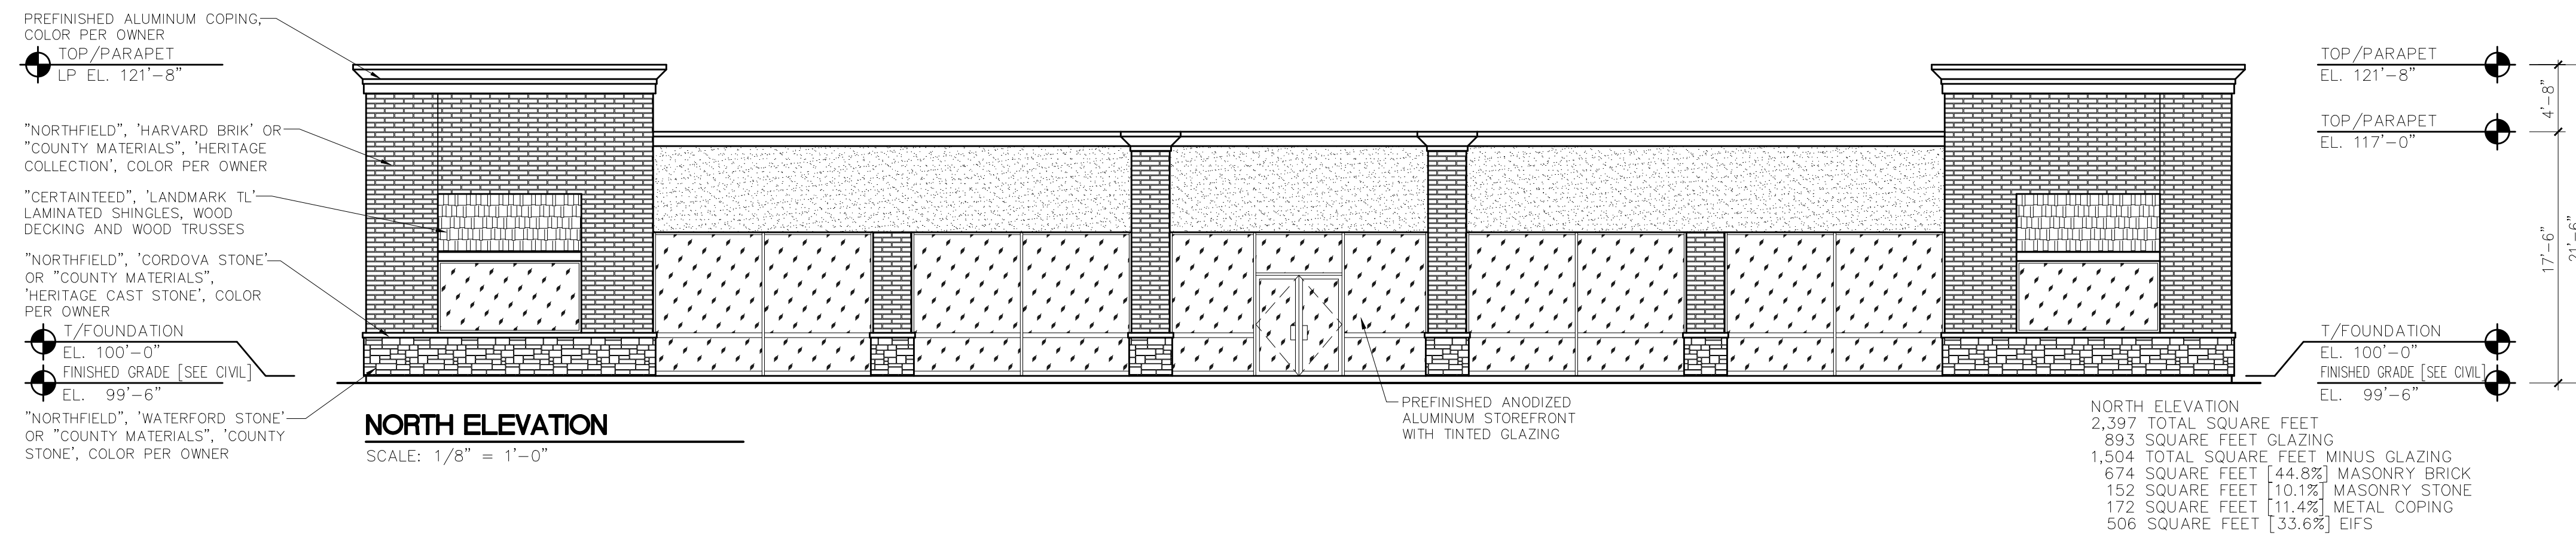 PREFINISHED ALUMINUM COPING,
COLOR PER OWNER
TOP/PARAPET
LP EL. 121'-8"
"NORTHFIELD", 'HARVARD BRIK' OR
"COUNTY MATERIALS", 'HERITAGE
COLLECTION', COLOR PER OWNER
"CERTAINTEED", 'LANDMARK TL'
LAMINATED SHINGLES, WOOD
DECKING AND WOOD TRUSSES
"NORTHFIELD", 'CORDOVA STONE'
OR "COUNTY MATERIALS",
'HERITAGE CAST STONE', COLOR
PER OWNER
T/FOUNDATION
EL. 100'-0"
FINISHED GRADE [SEE CIVIL]
EL. 99'-6"
"NORTHFIELD", 'WATERFORD STONE'
OR "COUNTY MATERIALS", 'COUNTY
STONE', COLOR PER OWNER
NORTH ELEVATION
SCALE: 1/8" = 1'-0"
PREFINISHED ANODIZED
ALUMINUM STOREFRONT
WITH TINTED GLAZING
TOP/PARAPET
EL. 121'-8"
TOP/PARAPET
EL. 117'-0"
T/FOUNDATION
EL. 100'-0"
FINISHED GRADE [SEE CIVIL]
EL. 99'-6"
4'-8"
17'-6"
21'-6"
NORTH ELEVATION
2,397 TOTAL SQUARE FEET
893 SQUARE FEET GLAZING
1,504 TOTAL SQUARE FEET MINUS GLAZING
674 SQUARE FEET [44.8%] MASONRY BRICK
152 SQUARE FEET [10.1%] MASONRY STONE
172 SQUARE FEET [11.4%] METAL COPING
506 SQUARE FEET [33.6%] EIFS